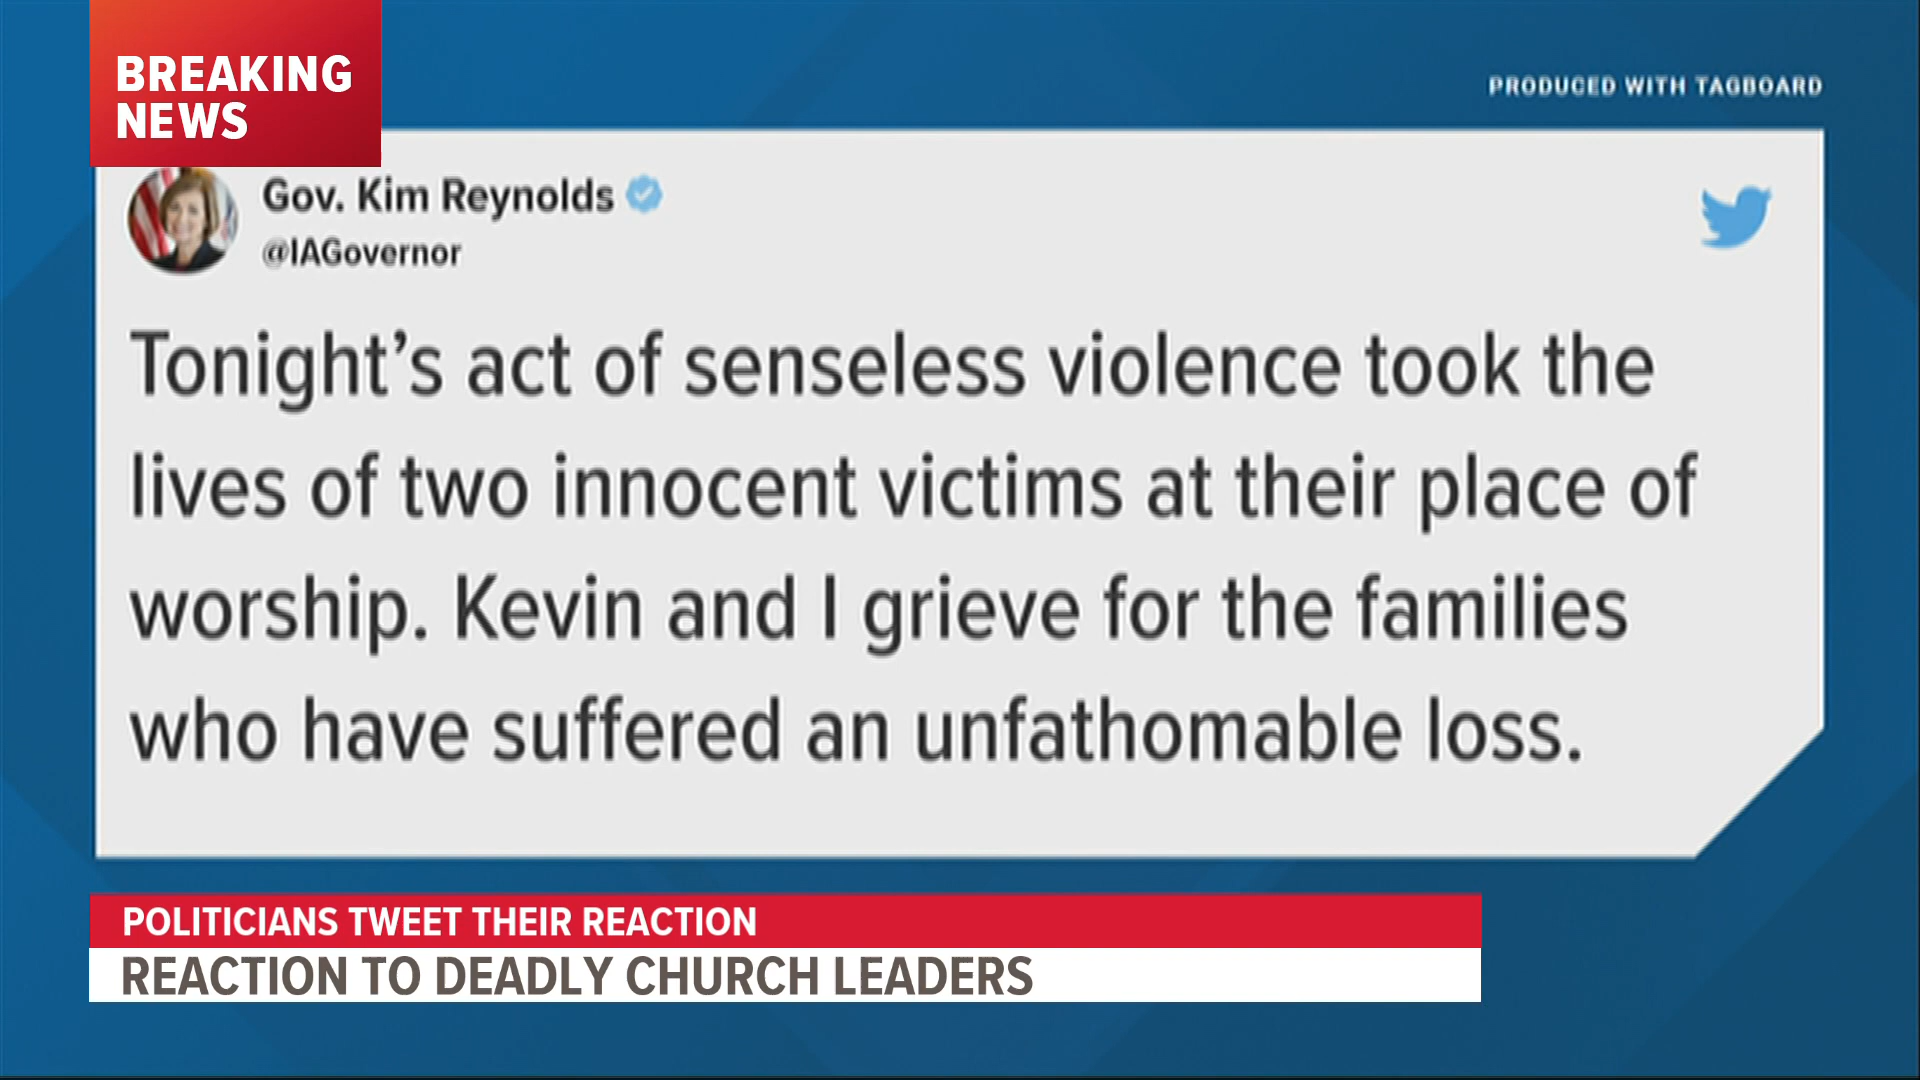 BREAKING
NEWS
PRODUCED WITH TAGBOARD
Gov. Kim Reynolds
@IAGovernor
Tonight’s act of senseless violence took the
lives of two innocent victims at their place of
worship. Kevin and I grieve for the families
who have suffered an unfathomable loss.
POLITICIANS TWEET THEIR REACTION
REACTION TO DEADLY CHURCH LEADERS